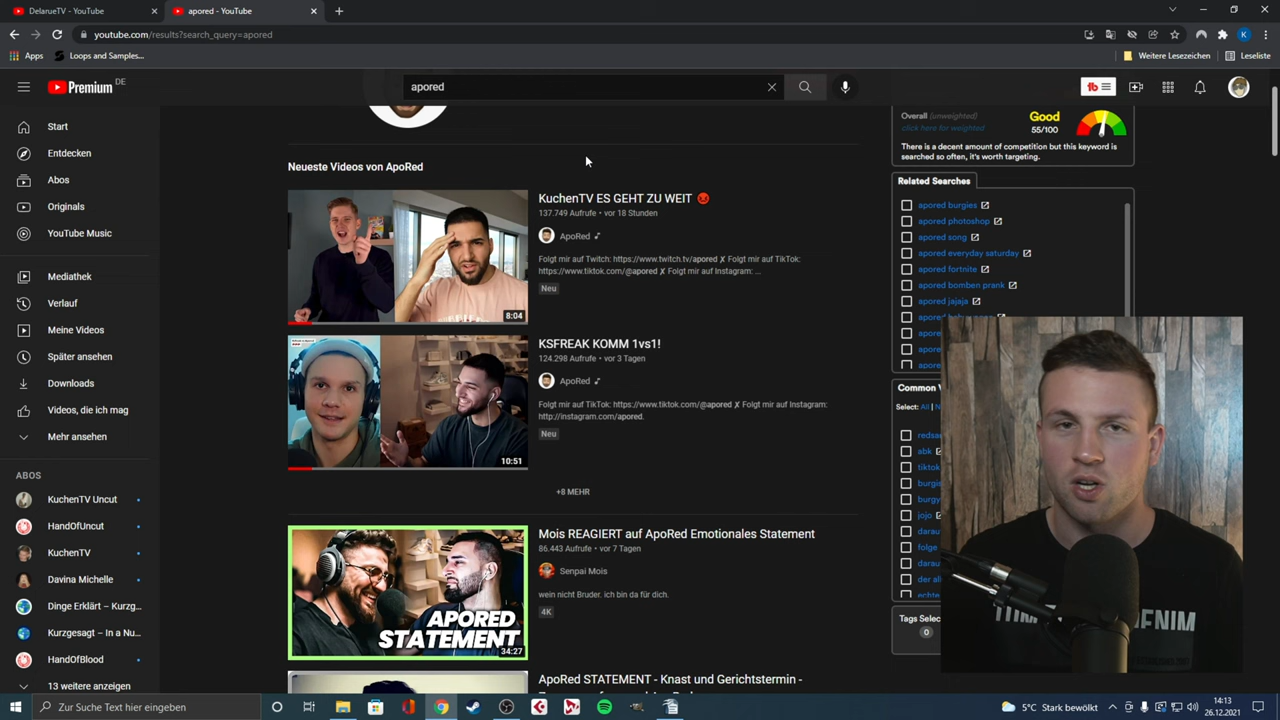 DelarueTV - YouTube
apored - YouTube
youtube.com/results?search_query=apored
Apps
Loops and Samples...
Weitere Lesezeichen
Leseliste
Premium DE
apored
Start
Entdecken
Abos
Originals
YouTube Music
Mediathek
Verlauf
Meine Videos
Später ansehen
Downloads
Videos, die ich mag
Mehr ansehen
ABOS
KuchenTV Uncut
HandOfUncut
KuchenTV
Davina Michelle
Dinge Erklärt – Kurzg...
Kurzgesagt – In a Nu...
HandOfBlood
13 weitere anzeigen
Neueste Videos von ApoRed
KuchenTV ES GEHT ZU WEIT
137.749 Aufrufe • vor 18 Stunden
ApoRed
Folgt mir auf Twitch: https://www.twitch.tv/apored ✘ Folgt mir auf TikTok:
https://www.tiktok.com/@apored ✘ Folgt mir auf Instagram: ...
Neu
8:04
KSFREAK KOMM 1vs1!
124.298 Aufrufe • vor 3 Tagen
ApoRed
Folgt mir auf TikTok: https://www.tiktok.com/@apored ✘ Folgt mir auf Instagram:
http://instagram.com/apored.
Neu
10:51
+8 MEHR
Mois REAGIERT auf ApoRed Emotionales Statement
86.443 Aufrufe • vor 7 Tagen
Senpai Mois
wein nicht Bruder. ich bin da für dich.
4K
APORED
STATEMENT
34:27
ApoRed STATEMENT - Knast und Gerichtstermin -
Overall (unweighted)
click here for weighted
Good
55/100
There is a decent amount of competition but this keyword is
searched so often, it's worth targeting.
Related Searches
apored burgies
apored photoshop
apored song
apored everyday saturday
apored fortnite
apored bomben prank
apored jajaja
Common
Select: All |
redsa
abk
tiktok
burgie
burgy
jojo
darau
folge
darau
der al
Tags Selec
0
Zur Suche Text hier eingeben
5°C Stark bewölkt
14:13
26.12.2021